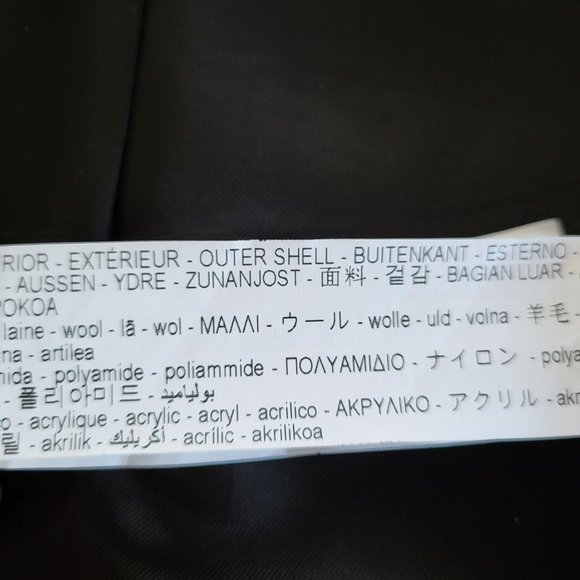 RIOR - EXTÉRIEUR - OUTER SHELL - BUITENKANT - ESTERNO -
- AUSSEN - YDRE - ZUNANJOST - 面料 - 겉감 - BAGIAN LUAR -
POKOA
laine - wool - lã - wol - ΜΑΛΛΙ - ウール - wolle - uld - volna - 羊毛 -
na - artilea
mida - polyamide - poliammide - ΠΟΛΥΑΜΙΔΙΟ - ナイロン - polya
- 폴리아미드 - بولياميد
co - acrylique - acrylic - acryl - acrilico - ΑΚΡΥΛΙΚΟ - アクリル - akr
릴 - akrilik - أكريليك - acrílic - akrilikoa